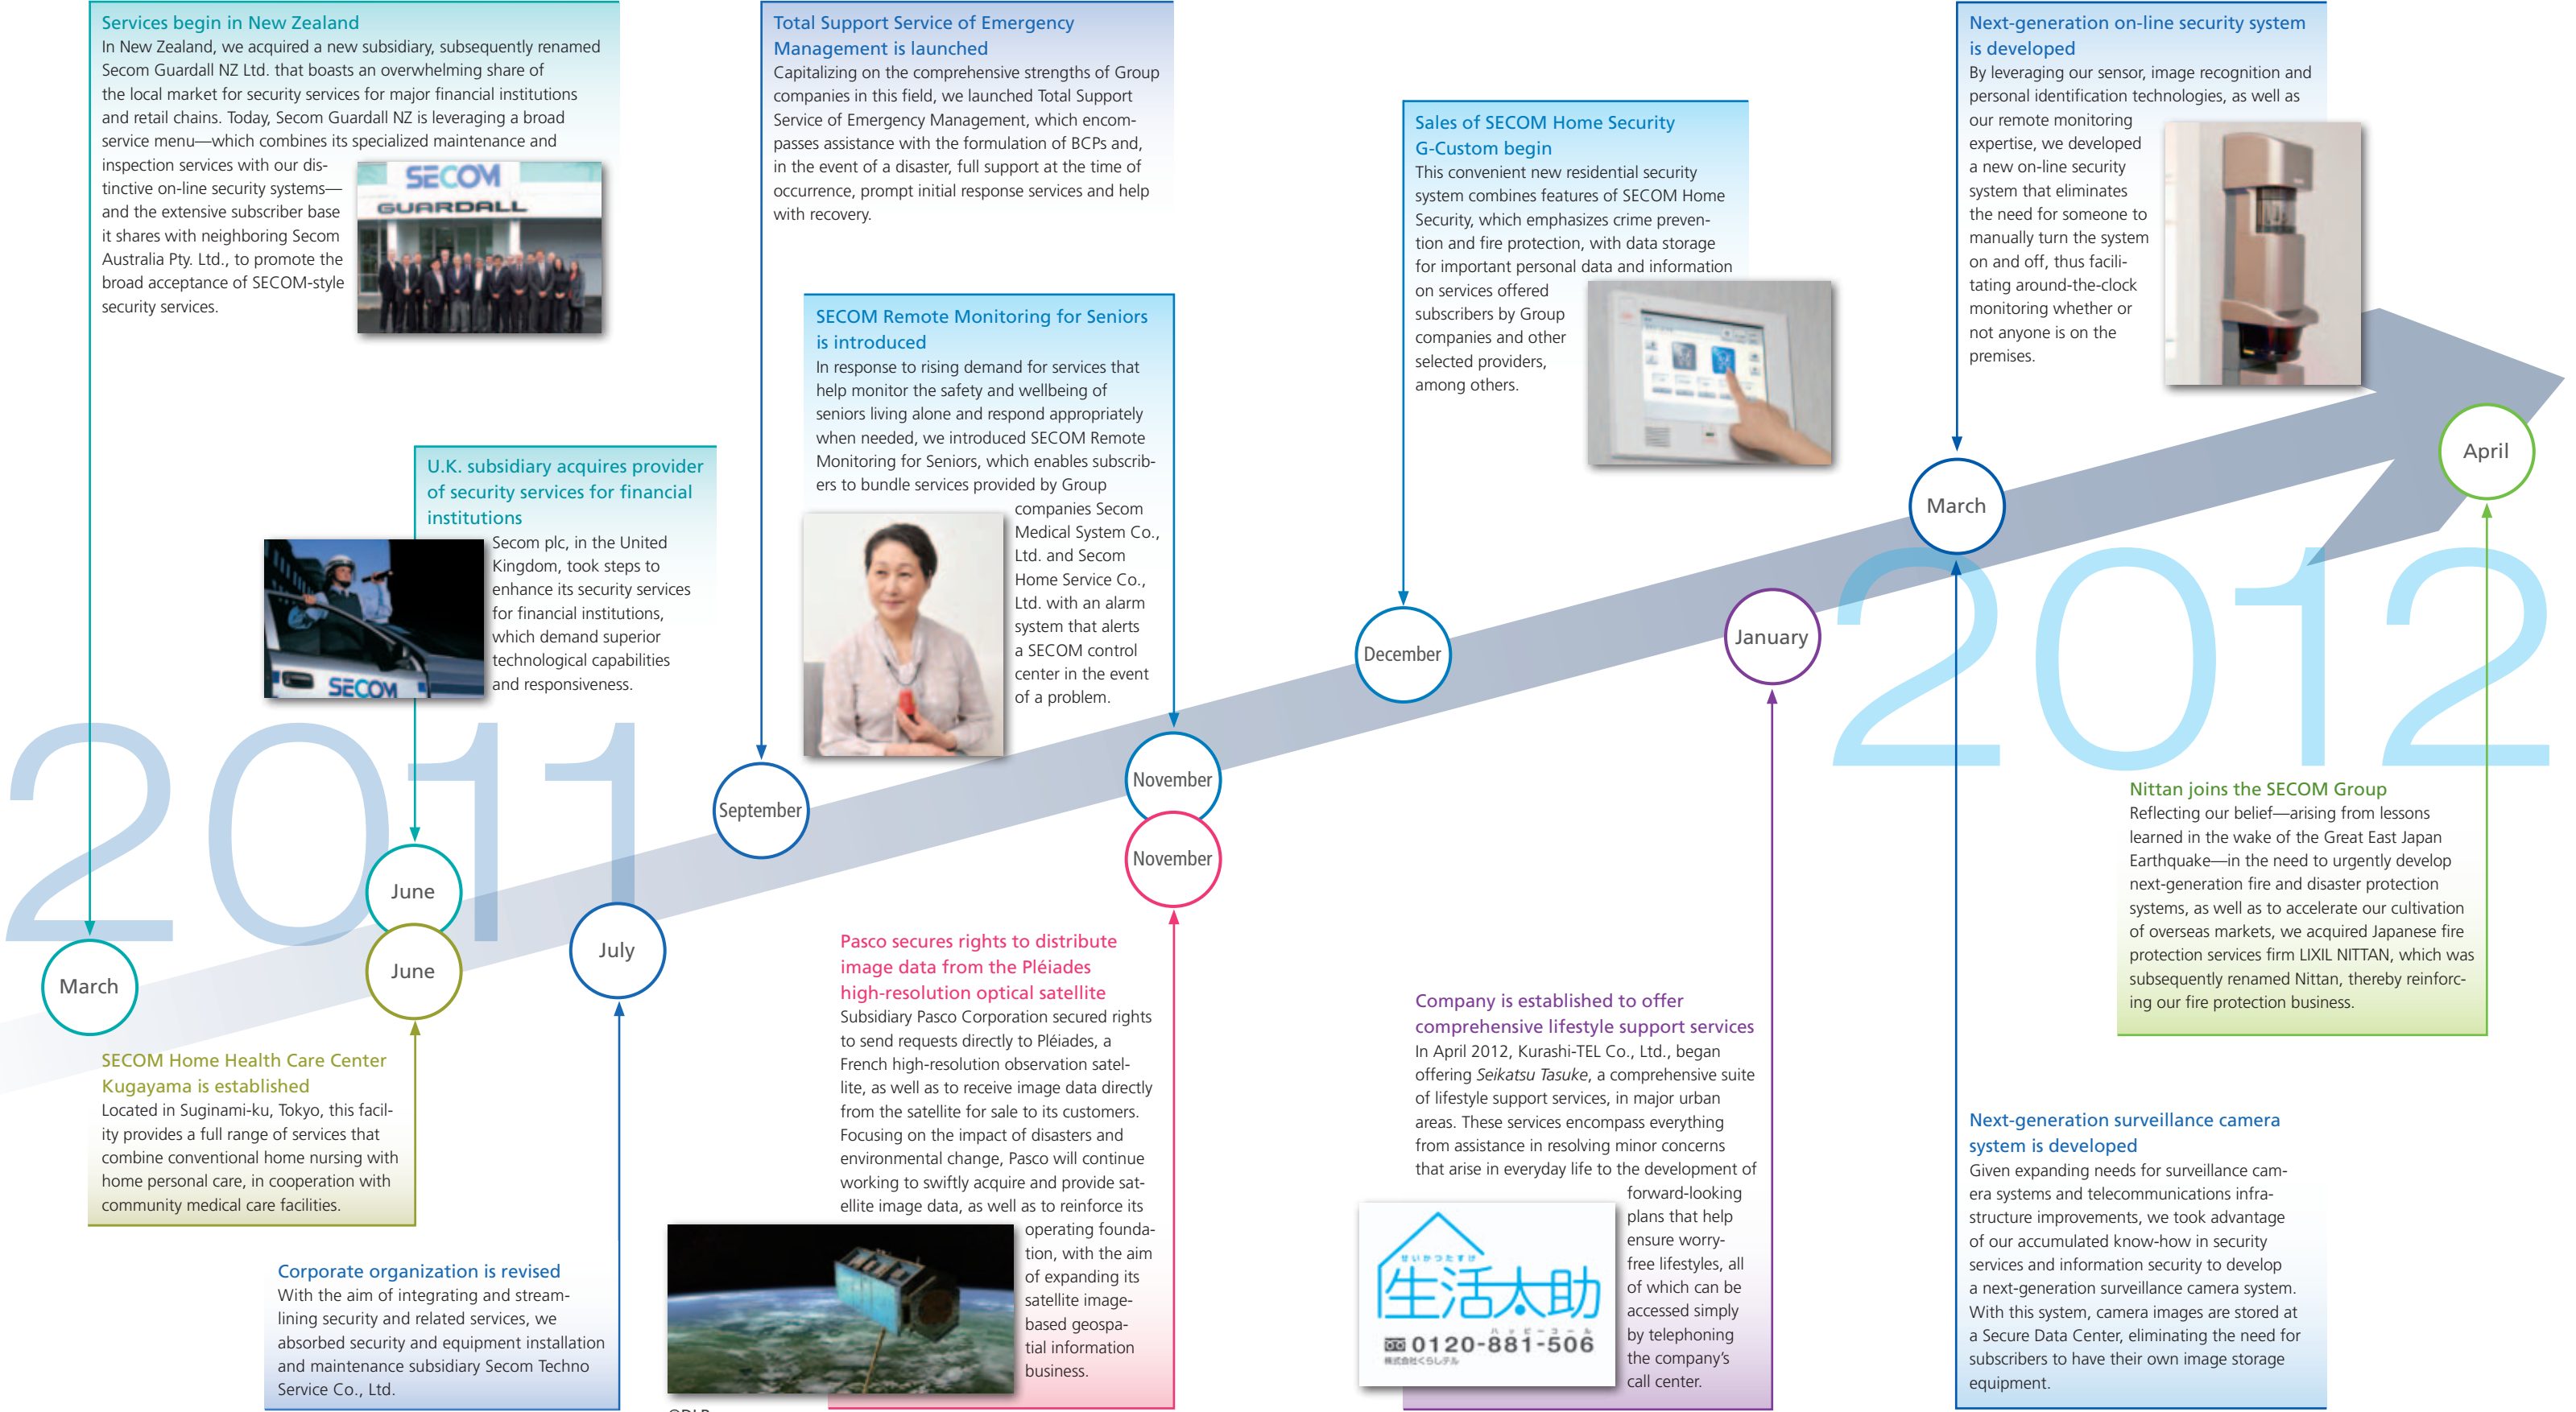 Services begin in New Zealand
In New Zealand, we acquired a new subsidiary, subsequently renamed
Secom Guardall NZ Ltd. that boasts an overwhelming share of
the local market for security services for major financial institutions
and retail chains. Today, Secom Guardall NZ is leveraging a broad
service menu—which combines its specialized maintenance and
inspection services with our dis-
tinctive on-line security systems—
and the extensive subscriber base
it shares with neighboring Secom
Australia Pty. Ltd., to promote the
broad acceptance of SECOM-style
security services.
SECOM
GUARDALL
U.K. subsidiary acquires provider
of security services for financial
institutions
Secom plc, in the United
Kingdom, took steps to
enhance its security services
for financial institutions,
which demand superior
technological capabilities
and responsiveness.
SECOM
Total Support Service of Emergency
Management is launched
Capitalizing on the comprehensive strengths of Group
companies in this field, we launched Total Support
Service of Emergency Management, which encom-
passes assistance with the formulation of BCPs and,
in the event of a disaster, full support at the time of
occurrence, prompt initial response services and help
with recovery.
SECOM Remote Monitoring for Seniors
is introduced
In response to rising demand for services that
help monitor the safety and wellbeing of
seniors living alone and respond appropriately
when needed, we introduced SECOM Remote
Monitoring for Seniors, which enables subscrib-
ers to bundle services provided by Group
companies Secom
Medical System Co.,
Ltd. and Secom
Home Service Co.,
Ltd. with an alarm
system that alerts
a SECOM control
center in the event
of a problem.
Sales of SECOM Home Security
G-Custom begin
This convenient new residential security
system combines features of SECOM Home
Security, which emphasizes crime preven-
tion and fire protection, with data storage
for important personal data and information
on services offered
subscribers by Group
companies and other
selected providers,
among others.
Next-generation on-line security system
is developed
By leveraging our sensor, image recognition and
personal identification technologies, as well as
our remote monitoring
expertise, we developed
a new on-line security
system that eliminates
the need for someone to
manually turn the system
on and off, thus facili-
tating around-the-clock
monitoring whether or
not anyone is on the
premises.
2011
March
June
June
July
September
November
November
December
January
2012
March
April
SECOM Home Health Care Center
Kugayama is established
Located in Suginami-ku, Tokyo, this facil-
ity provides a full range of services that
combine conventional home nursing with
home personal care, in cooperation with
community medical care facilities.
Corporate organization is revised
With the aim of integrating and stream-
lining security and related services, we
absorbed security and equipment installation
and maintenance subsidiary Secom Techno
Service Co., Ltd.
Pasco secures rights to distribute
image data from the Pléiades
high-resolution optical satellite
Subsidiary Pasco Corporation secured rights
to send requests directly to Pléiades, a
French high-resolution observation satel-
lite, as well as to receive image data directly
from the satellite for sale to its customers.
Focusing on the impact of disasters and
environmental change, Pasco will continue
working to swiftly acquire and provide sat-
ellite image data, as well as to reinforce its
operating founda-
tion, with the aim
of expanding its
satellite image-
based geospa-
tial information
business.
Company is established to offer
comprehensive lifestyle support services
In April 2012, Kurashi-TEL Co., Ltd., began
offering Seikatsu Tasuke, a comprehensive suite
of lifestyle support services, in major urban
areas. These services encompass everything
from assistance in resolving minor concerns
that arise in everyday life to the development of
forward-looking
plans that help
ensure worry-
free lifestyles, all
of which can be
accessed simply
by telephoning
the company's
call center.
せいかつたすけ
生活太助
ハッピーコール
0120-881-506
株式会社くらしテル
Nittan joins the SECOM Group
Reflecting our belief—arising from lessons
learned in the wake of the Great East Japan
Earthquake—in the need to urgently develop
next-generation fire and disaster protection
systems, as well as to accelerate our cultivation
of overseas markets, we acquired Japanese fire
protection services firm LIXIL NITTAN, which was
subsequently renamed Nittan, thereby reinforc-
ing our fire protection business.
Next-generation surveillance camera
system is developed
Given expanding needs for surveillance cam-
era systems and telecommunications infra-
structure improvements, we took advantage
of our accumulated know-how in security
services and information security to develop
a next-generation surveillance camera system.
With this system, camera images are stored at
a Secure Data Center, eliminating the need for
subscribers to have their own image storage
equipment.